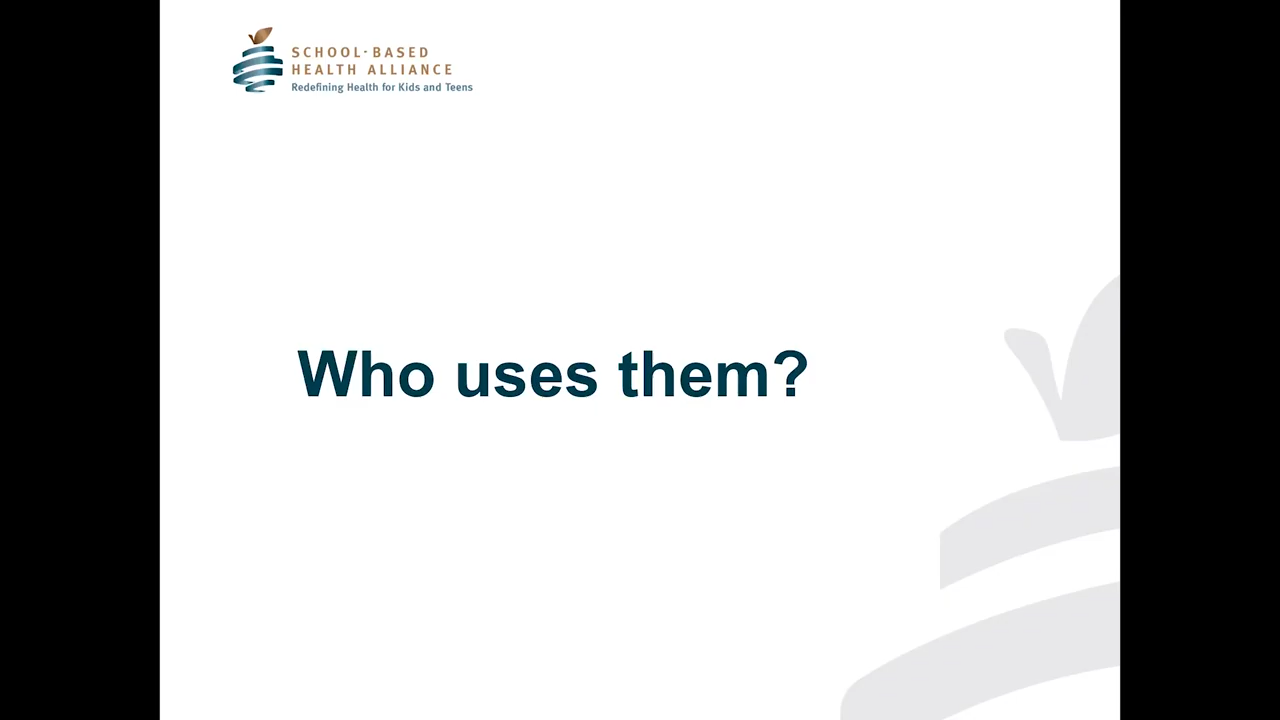 SCHOOL-BASED
HEALTH ALLIANCE
Redefining Health for Kids and Teens
Who uses them?